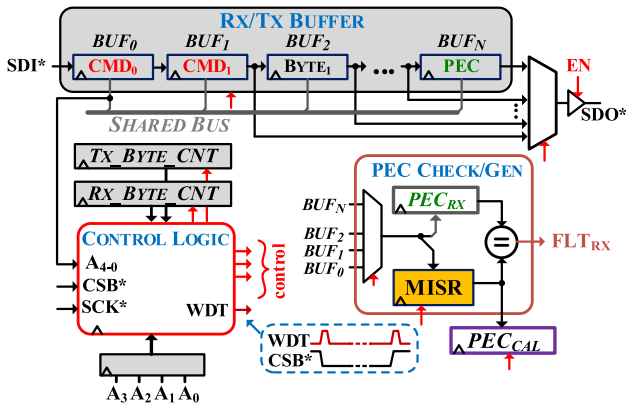 RX/TX BUFFER
BUF0 BUF1 BUF2 BUFN
SDI* CMD0 CMD1 BYTE1 ... PEC EN
SDO*
SHARED BUS
TX_BYTE_CNT
RX_BYTE_CNT
PEC CHECK/GEN
BUFN
PECRX
BUF2
BUF1
BUF0
FLTRX
MISR
CONTROL LOGIC
A4-0
CSB*
SCK*
WDT
control
WDT
CSB*
PECCAL
A3 A2 A1 A0